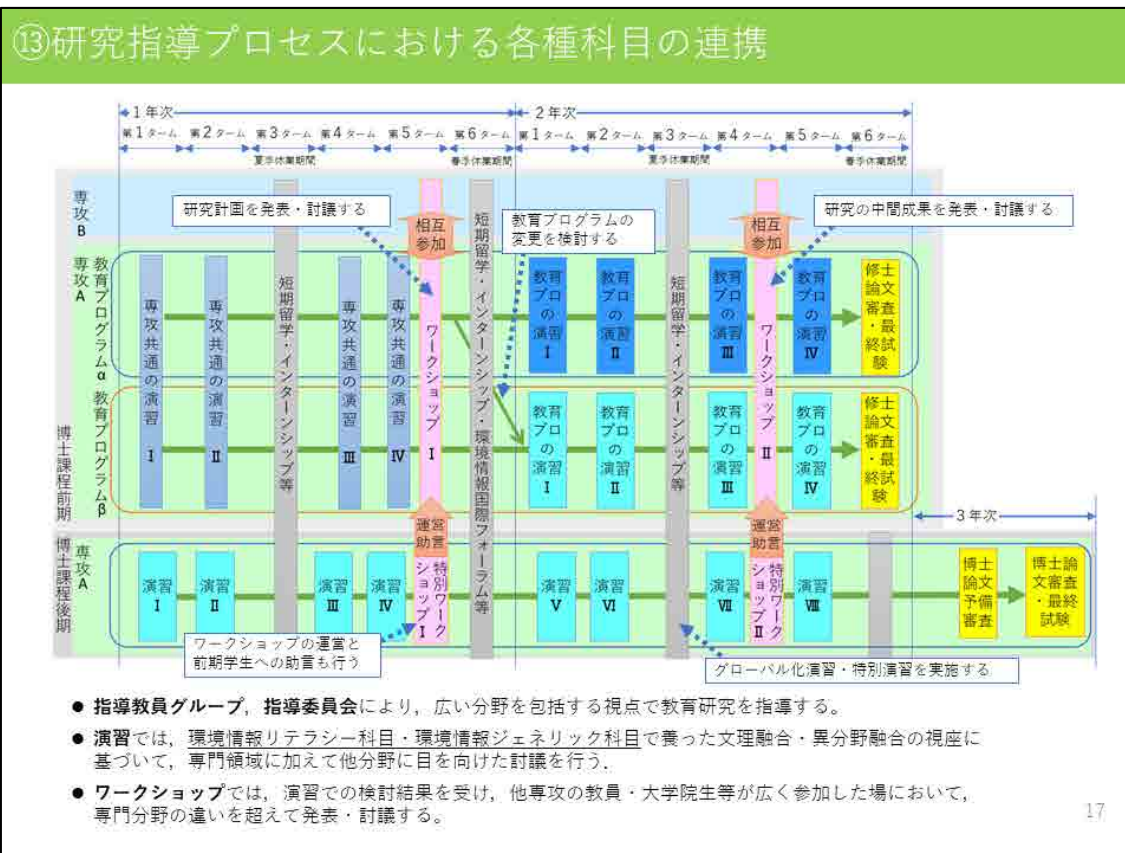 ⑬研究指導プロセスにおける各種科目の連携
1年次
2年次
第1ターム 第2ターム 第3ターム 第4ターム 第5ターム 第6ターム 第1ターム 第2ターム 第3ターム 第4ターム 第5ターム 第6ターム
夏季休業期間
春季休業期間
夏季休業期間
春季休業期間
専攻B
研究計画を発表・討議する
相互
参加
教育プログラムの
変更を検討する
相互
参加
研究の中間成果を発表・討議する
博士課程前期
専攻A
教育プログラムα
教育プログラムβ
専攻共通の演習 Ⅰ
専攻共通の演習 Ⅱ
短期留学・インターンシップ等
専攻共通の演習 Ⅲ
専攻共通の演習 Ⅳ
ワークショップ Ⅰ
短期留学・インターンシップ・環境情報国際フォーラム等
教育プロの演習Ⅰ
教育プロの演習Ⅱ
短期留学・インターンシップ等
教育プロの演習Ⅲ
ワークショップ Ⅱ
教育プロの演習Ⅳ
修士論文審査・最終試験
教育プロの演習Ⅰ
教育プロの演習Ⅱ
教育プロの演習Ⅲ
教育プロの演習Ⅳ
修士論文審査・最終試験
運営
助言
運営
助言
3年次
博士課程後期
専攻A
演習Ⅰ
演習Ⅱ
演習Ⅲ
演習Ⅳ
特別ワークショップⅠ
演習Ⅴ
演習Ⅵ
演習Ⅶ
特別ワークショップⅡ
演習Ⅷ
博士論文予備審査
博士論文審査・最終試験
ワークショップの運営と
前期学生への助言も行う
グローバル化演習・特別演習を実施する
● 指導教員グループ，指導委員会により，広い分野を包括する視点で教育研究を指導する。
● 演習では，環境情報リテラシー科目・環境情報ジェネリック科目で養った文理融合・異分野融合の視座に
基づいて，専門領域に加えて他分野に目を向けた討議を行う．
● ワークショップでは，演習での検討結果を受け，他専攻の教員・大学院生等が広く参加した場において，
専門分野の違いを超えて発表・討議する。
17